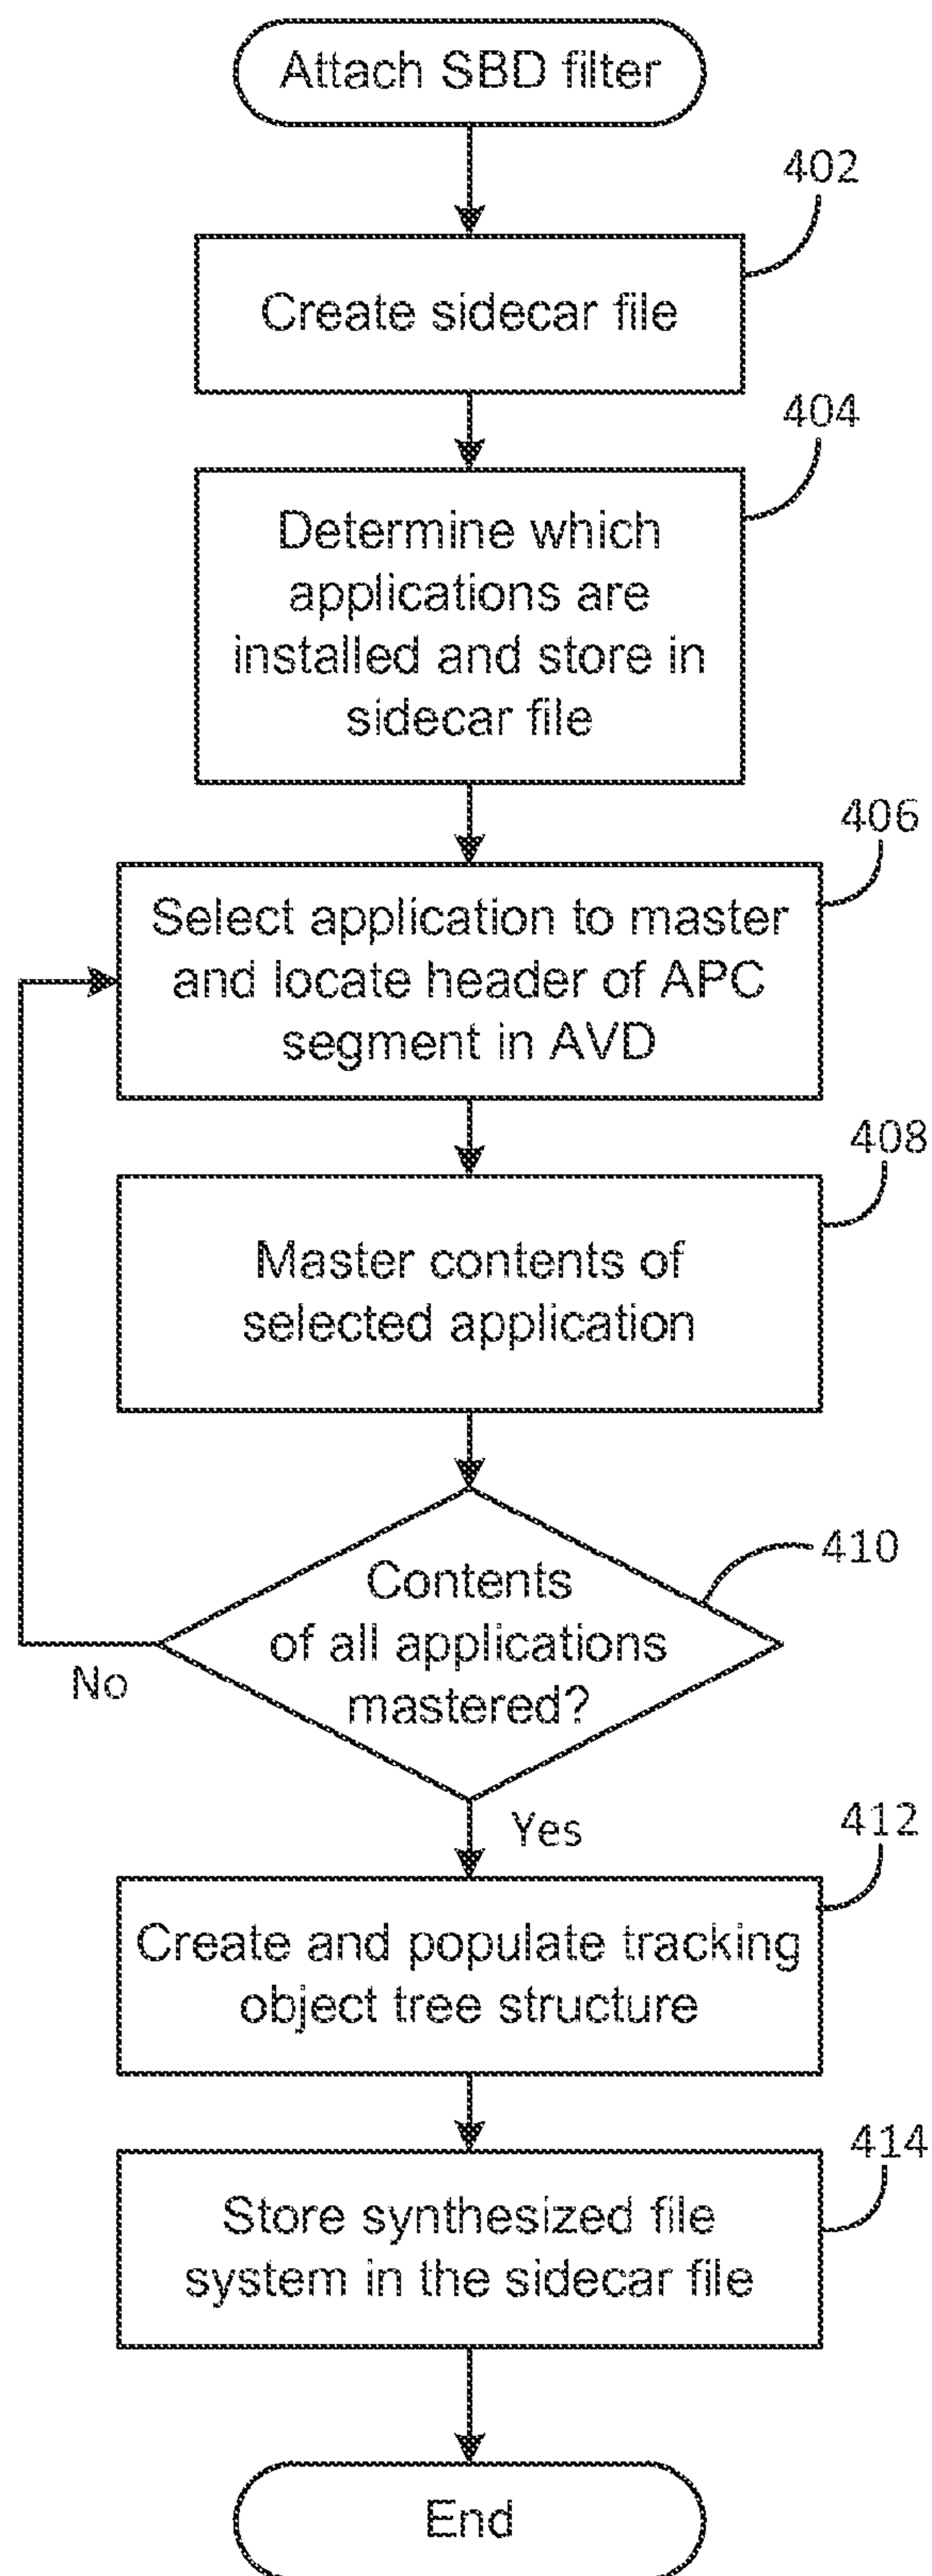 Attach SBD filter
402
Create sidecar file
404
Determine which
applications are
installed and store in
sidecar file
406
Select application to master
and locate header of APC
segment in AVD
408
Master contents of
selected application
410
Contents
of all applications
mastered?
No
Yes
412
Create and populate tracking
object tree structure
414
Store synthesized file
system in the sidecar file
End